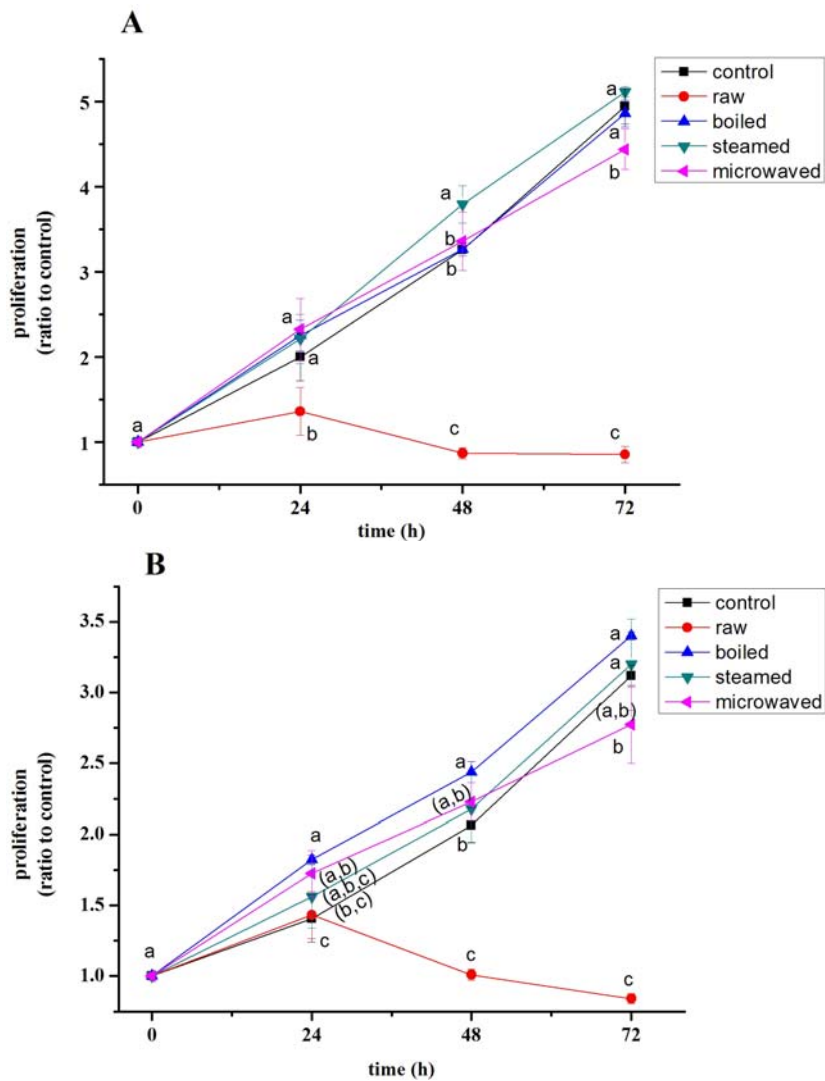 A
control
raw
boiled
steamed
microwaved
5
4
3
2
1
proliferation
(ratio to control)
a
a
b
a
b
b
a
a
a
b
c
c
0
24
48
72
time (h)
B
control
raw
boiled
steamed
microwaved
3.5
3.0
2.5
2.0
1.5
1.0
proliferation
(ratio to control)
a
a
(a,b)
b
a
(a,b)
b
a
(a,b)
(a,b,c)
(b,c)
c
a
c
c
0
24
48
72
time (h)